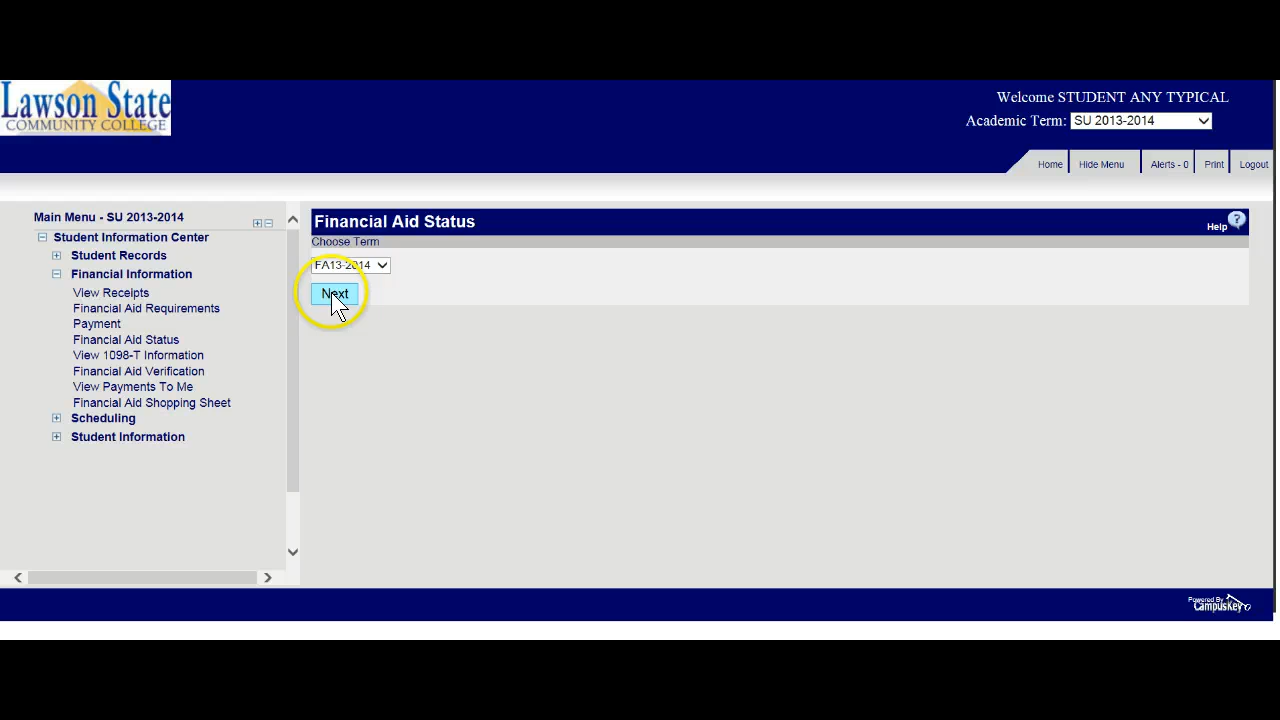 Lawson State
COMMUNITY COLLEGE
Welcome STUDENT ANY TYPICAL
Academic Term: SU 2013-2014
Home Hide Menu Alerts - 0 Print Logout
Main Menu - SU 2013-2014
Student Information Center
Student Records
Financial Information
View Receipts
Financial Aid Requirements
Payment
Financial Aid Status
View 1098-T Information
Financial Aid Verification
View Payments To Me
Financial Aid Shopping Sheet
Scheduling
Student Information
Financial Aid Status
Help ?
Choose Term
FA13-2014
Next
Powered By
CampusKey